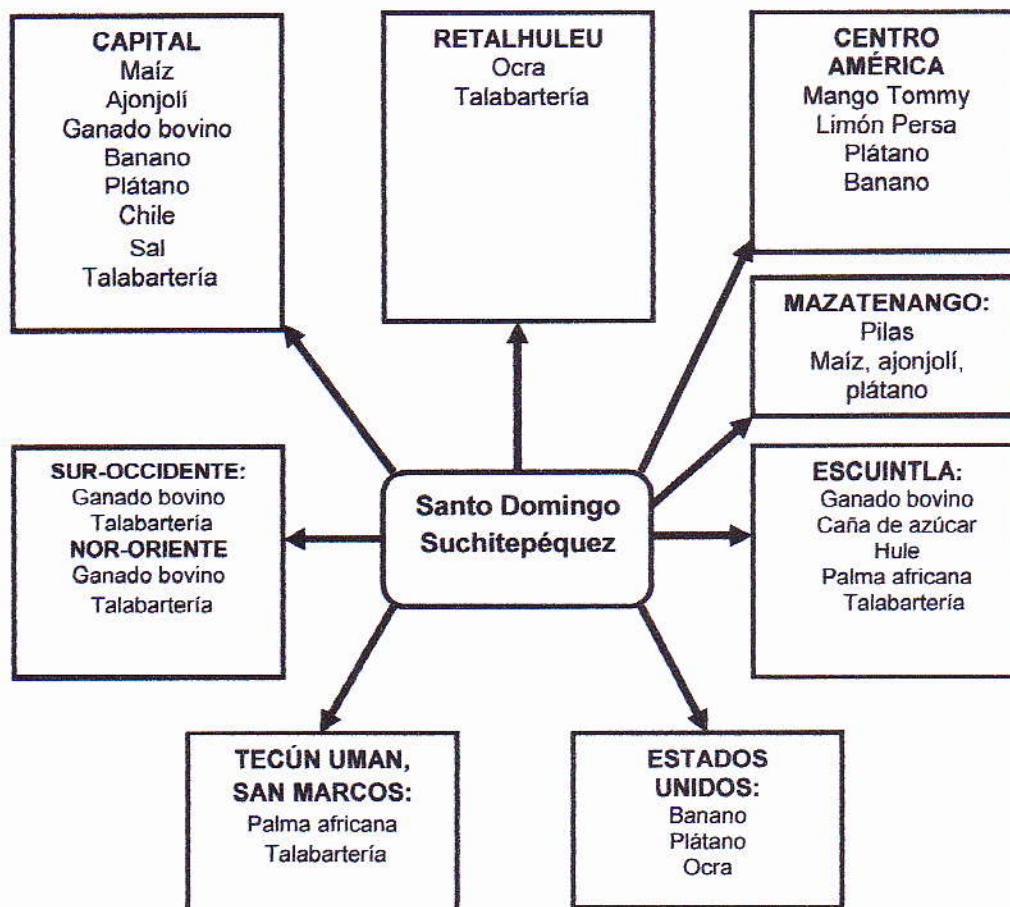 CAPITAL
Maíz
Ajonjolí
Ganado bovino
Banano
Plátano
Chile
Sal
Talabartería
RETALHULEU
Ocra
Talabartería
CENTRO
AMÉRICA
Mango Tommy
Limón Persa
Plátano
Banano
MAZATENANGO:
Pilas
Maíz, ajonjolí,
plátano
SUR-OCCIDENTE:
Ganado bovino
Talabartería
NOR-ORIENTE
Ganado bovino
Talabartería
Santo Domingo
Suchitepéquez
ESCUINTLA:
Ganado bovino
Caña de azúcar
Hule
Palma africana
Talabartería
TECÚN UMAN,
SAN MARCOS:
Palma africana
Talabartería
ESTADOS
UNIDOS:
Banano
Plátano
Ocra